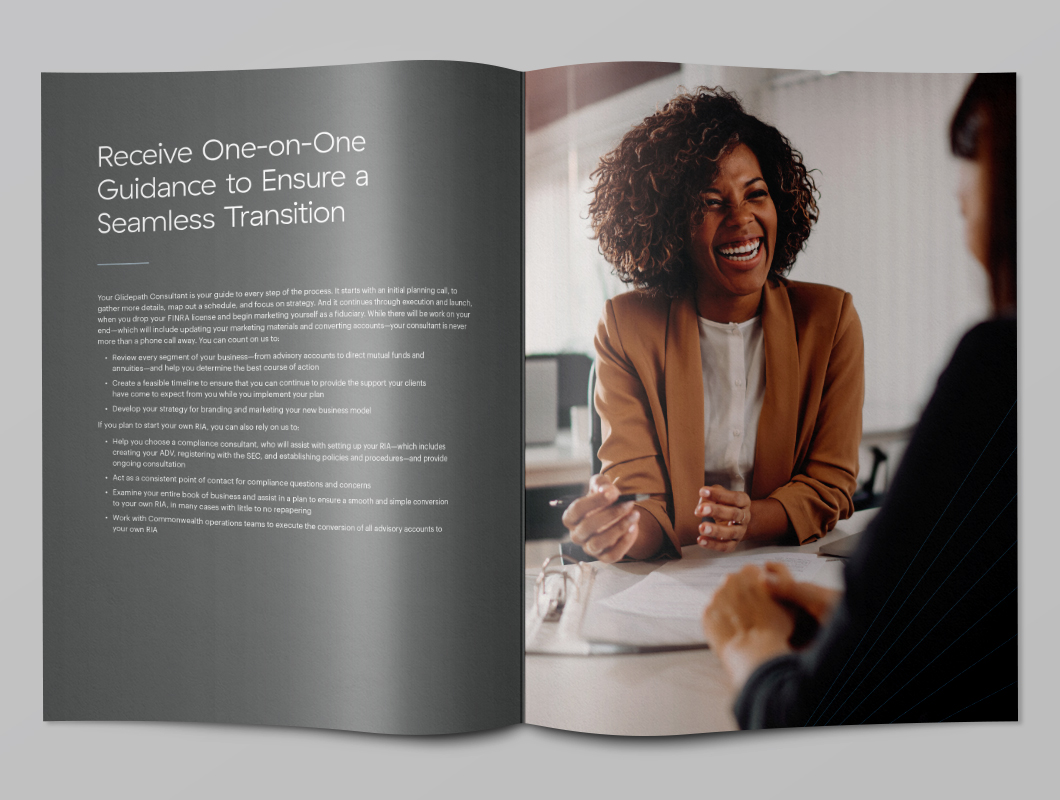 Receive One-on-One
Guidance to Ensure a
Seamless Transition
Your Glidepath Consultant is your guide to every step of the process. It starts with an initial planning call, to
gather more details, map out a schedule, and focus on strategy. And it continues through execution and launch,
when you drop your FINRA license and begin marketing yourself as a fiduciary. While there will be work on your
end—which will include updating your marketing materials and converting accounts—your consultant is never
more than a phone call away. You can count on us to:
• Review every segment of your business—from advisory accounts to direct mutual funds and
annuities—and help you determine the best course of action
• Create a feasible timeline to ensure that you can continue to provide the support your clients
have come to expect from you while you implement your plan
• Develop your strategy for branding and marketing your new business model
If you plan to start your own RIA, you can also rely on us to:
• Help you choose a compliance consultant, who will assist with setting up your RIA—which includes
creating your ADV, registering with the SEC, and establishing policies and procedures—and provide
ongoing consultation
• Act as a consistent point of contact for compliance questions and concerns
• Examine your entire book of business and assist in a plan to ensure a smooth and simple conversion
to your own RIA, in many cases with little to no repapering
• Work with Commonwealth operations teams to execute the conversion of all advisory accounts to
your own RIA